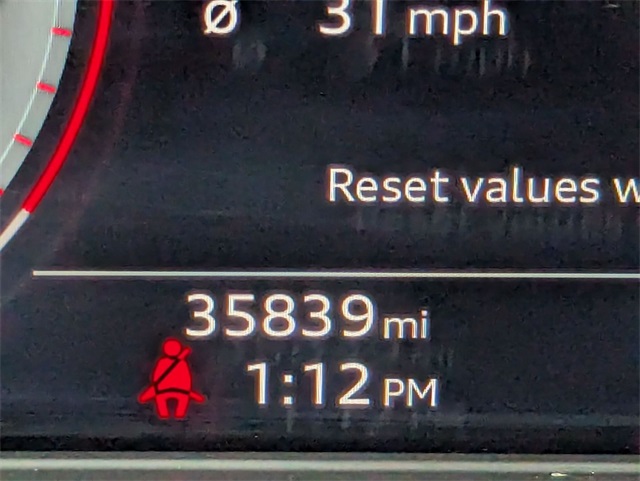 Ø 31 mph
Reset values w
35839 mi
1:12 PM